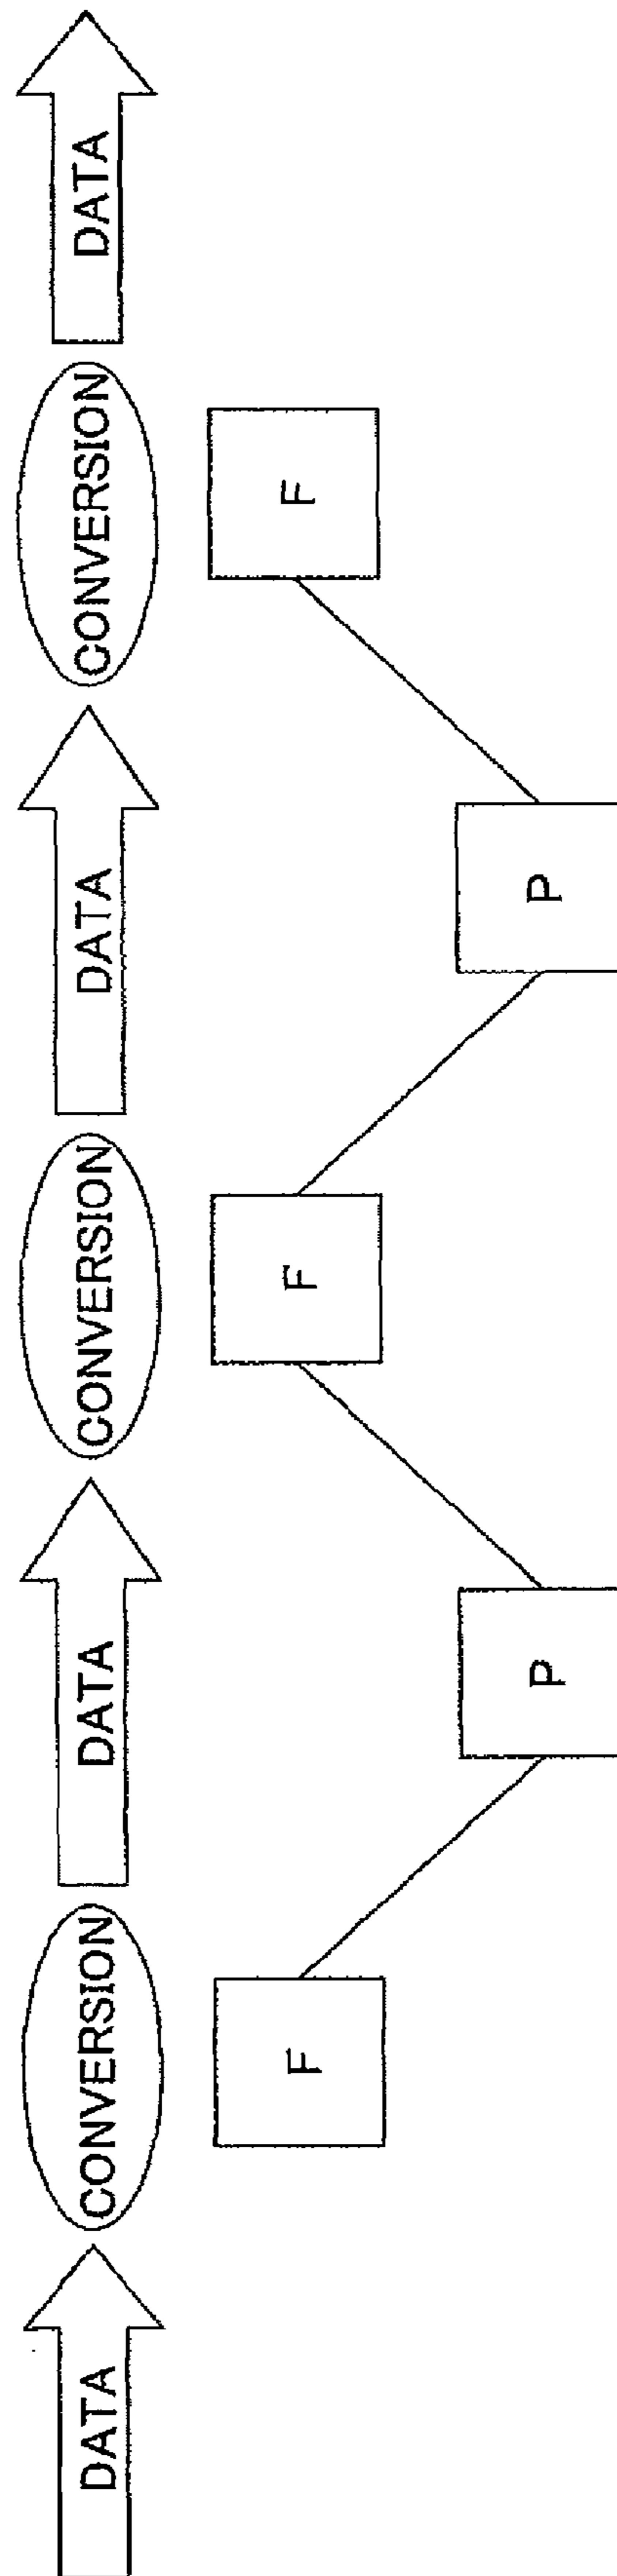 DATA
CONVERSION
DATA
CONVERSION
DATA
CONVERSION
DATA
F
P
F
P
F